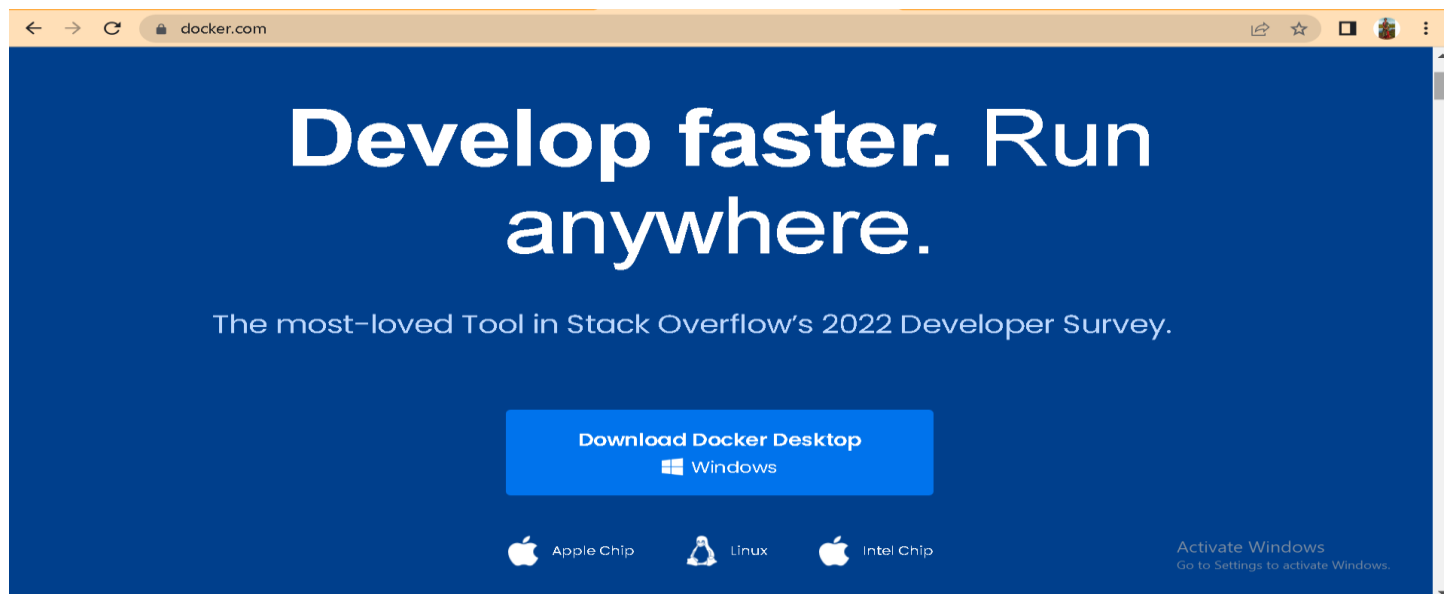 docker.com
Develop faster. Run
anywhere.
The most-loved Tool in Stack Overflow's 2022 Developer Survey.
Download Docker Desktop
Windows
Apple Chip Linux Intel Chip
Activate Windows
Go to Settings to activate Windows.